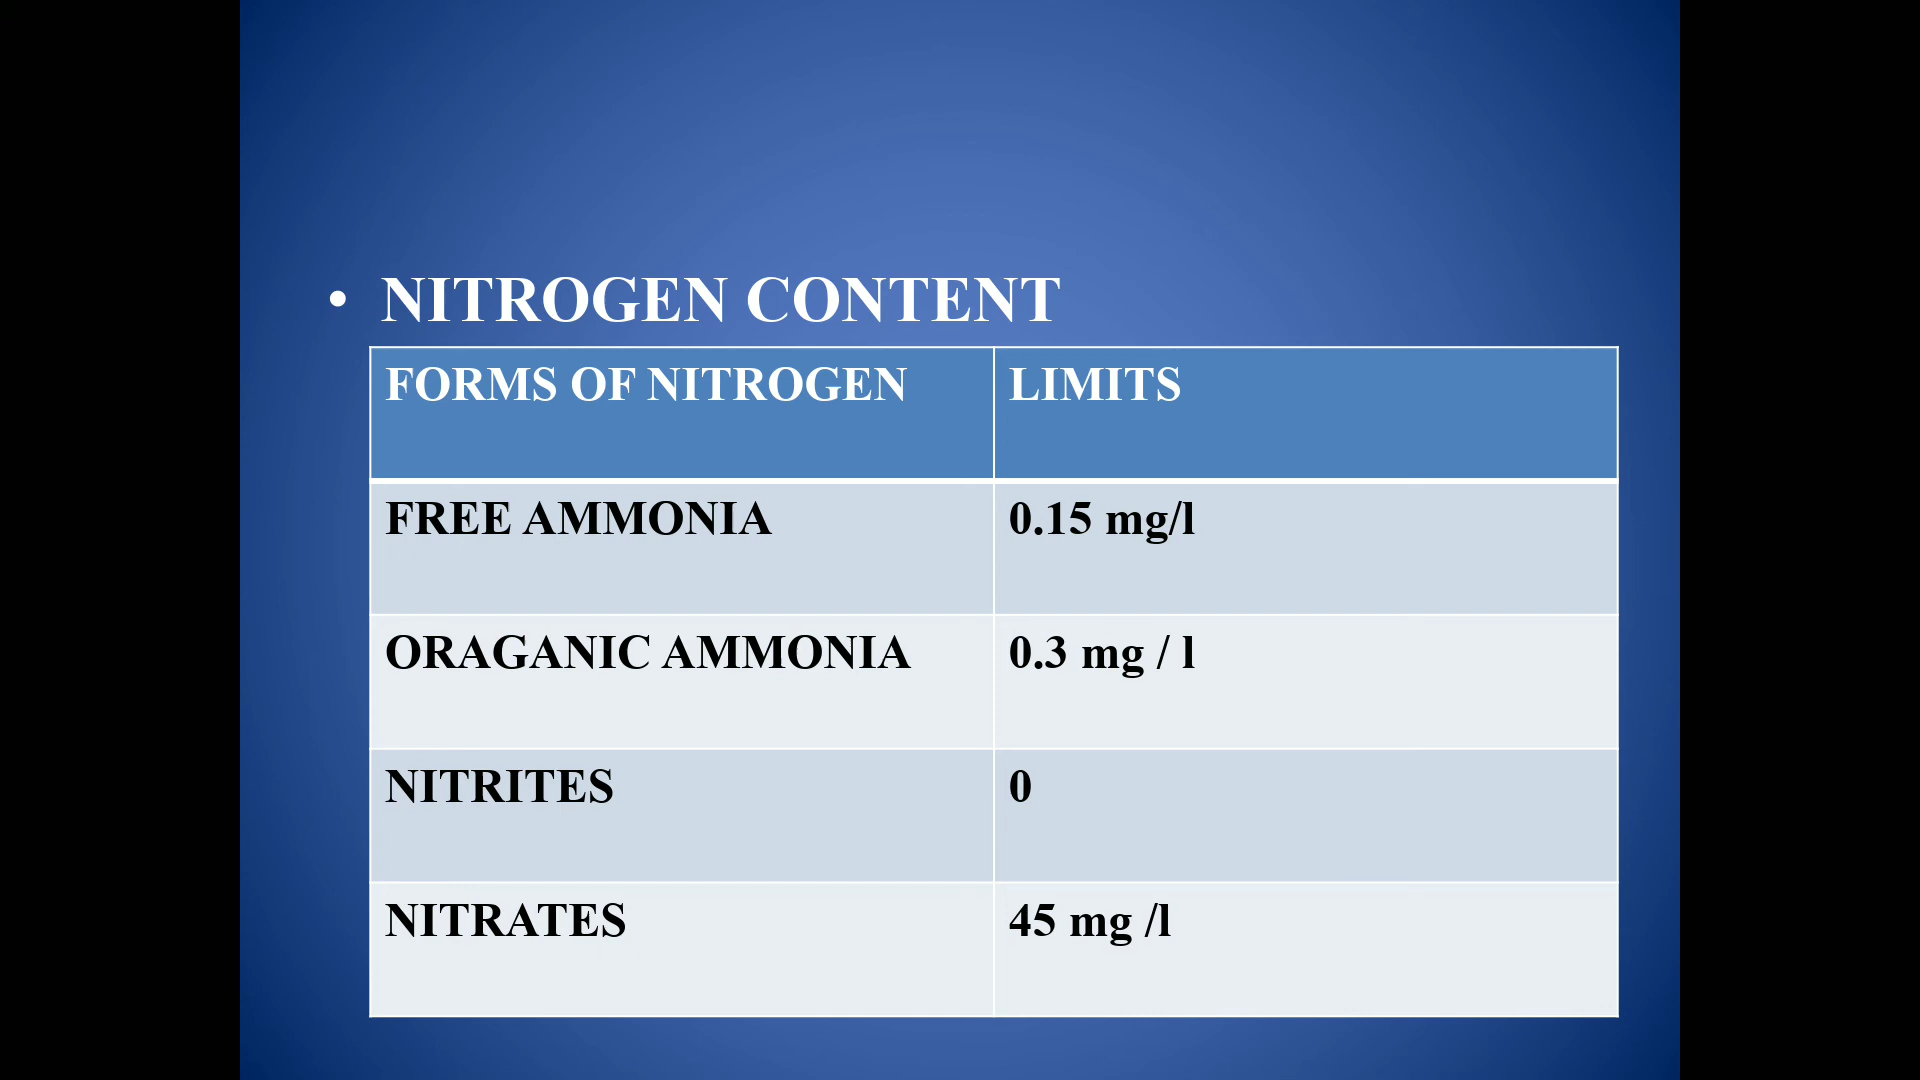 • NITROGEN CONTENT
FORMS OF NITROGEN LIMITS
FREE AMMONIA 0.15 mg/l
ORAGANIC AMMONIA 0.3 mg / l
NITRITES 0
NITRATES 45 mg /l